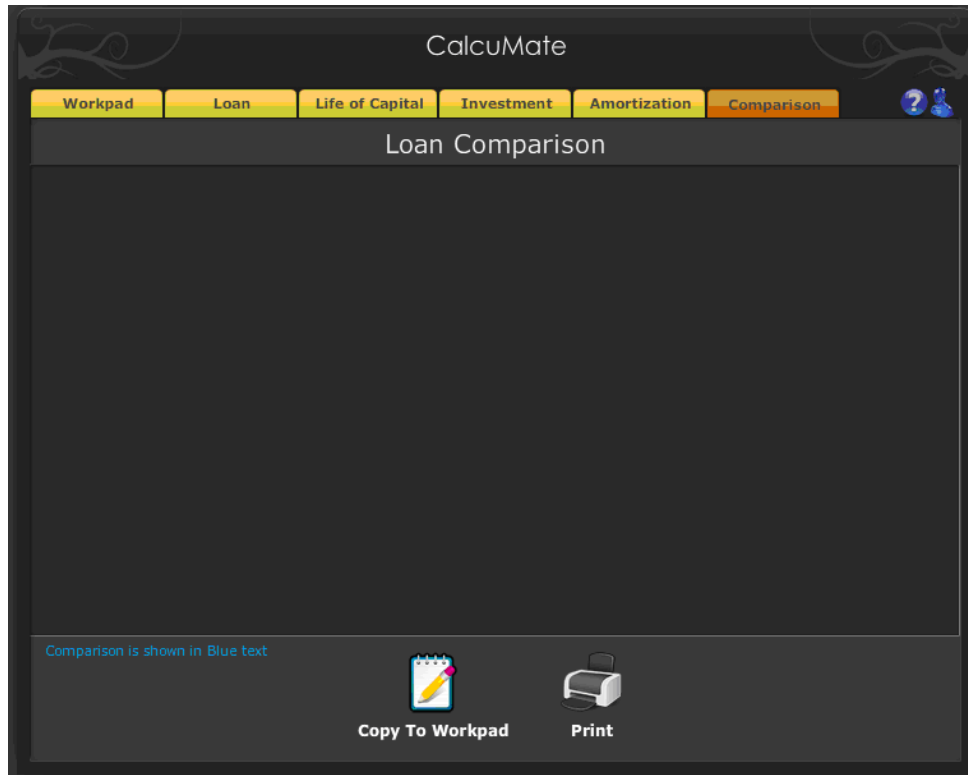 CalcuMate
Workpad Loan Life of Capital Investment Amortization Comparison ?
Loan Comparison
Comparison is shown in Blue text
Copy To Workpad Print